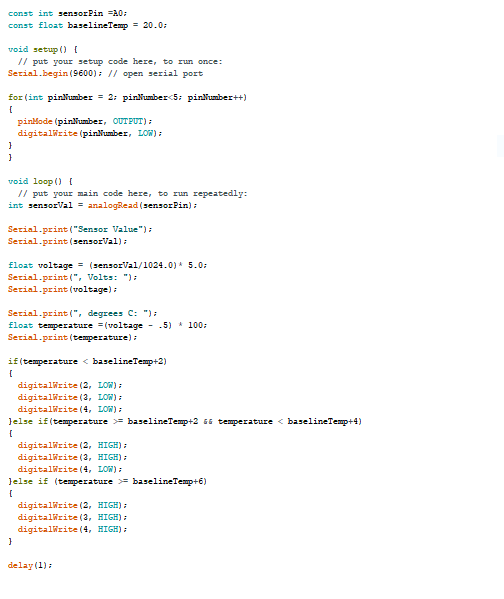 const int sensorPin =A0;
const float baselineTemp = 20.0;
void setup() {
// put your setup code here, to run once:
Serial.begin(9600); // open serial port
for(int pinNumber = 2; pinNumber<5; pinNumber++)
{
pinMode(pinNumber, OUTPUT);
digitalWrite(pinNumber, LOW);
}
}
void loop() {
// put your main code here, to run repeatedly:
int sensorVal = analogRead(sensorPin);
Serial.print("Sensor Value");
Serial.print(sensorVal);
float voltage = (sensorVal/1024.0)* 5.0;
Serial.print(", Volts: ");
Serial.print(voltage);
Serial.print(", degrees C: ");
float temperature =(voltage - .5) * 100;
Serial.print(temperature);
if(temperature < baselineTemp+2)
{
digitalWrite(2, LOW);
digitalWrite(3, LOW);
digitalWrite(4, LOW);
}else if(temperature >= baselineTemp+2 && temperature < baselineTemp+4)
{
digitalWrite(2, HIGH);
digitalWrite(3, HIGH);
digitalWrite(4, LOW);
}else if (temperature >= baselineTemp+6)
{
digitalWrite(2, HIGH);
digitalWrite(3, HIGH);
digitalWrite(4, HIGH);
}
delay(1);